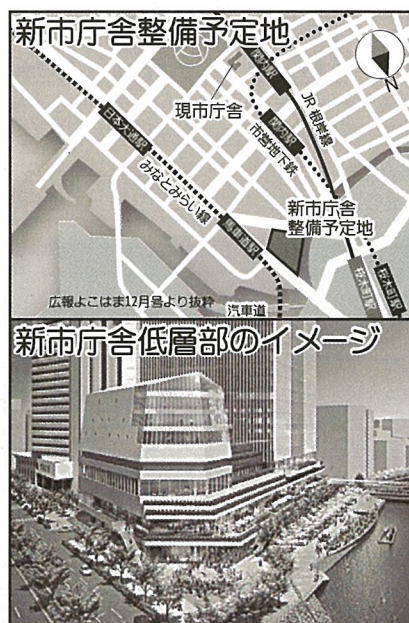 新市庁舎整備予定地
関内駅
N
現市庁舎
JR根岸線
関内駅
市営地下鉄
日本大通駅
みなとみらい線
新市庁舎
整備予定地
馬車道駅
桜木町駅
桜木町駅
広報よこはま12月号より抜粋
汽車道
新市庁舎低層部のイメージ